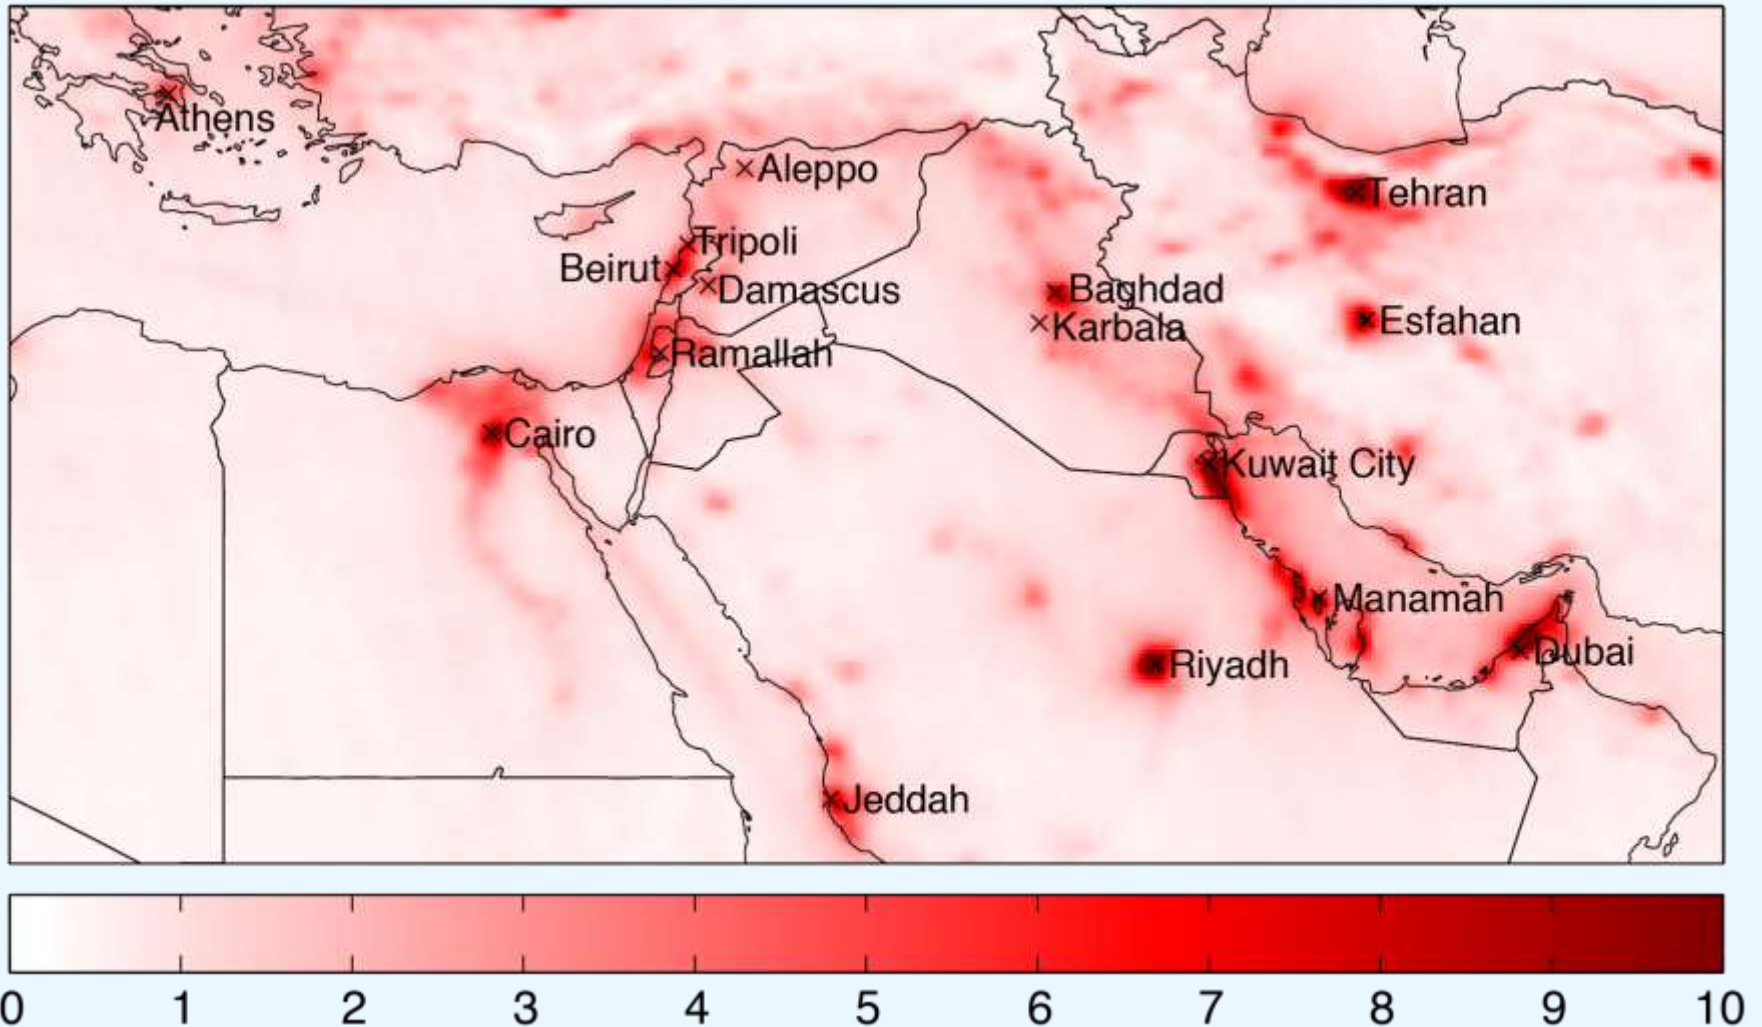 Athens
Aleppo
Tehran
Tripoli
Beirut
Damascus
Baghdad
Karbala
Esfahan
Ramallah
Cairo
Kuwait City
Manamah
Dubai
Riyadh
Jeddah
0 1 2 3 4 5 6 7 8 9 10